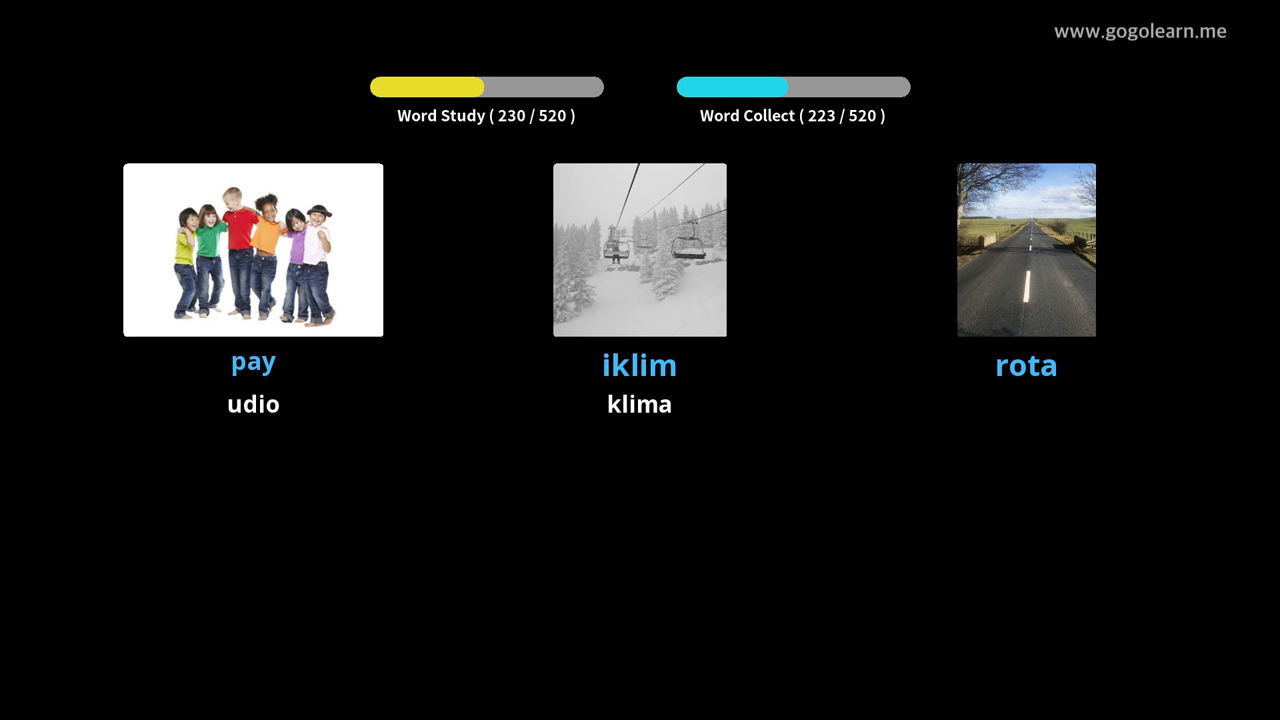 www.gogolearn.me
Word Study ( 230 / 520 )
Word Collect ( 223 / 520 )
pay
udio
iklim
klima
rota